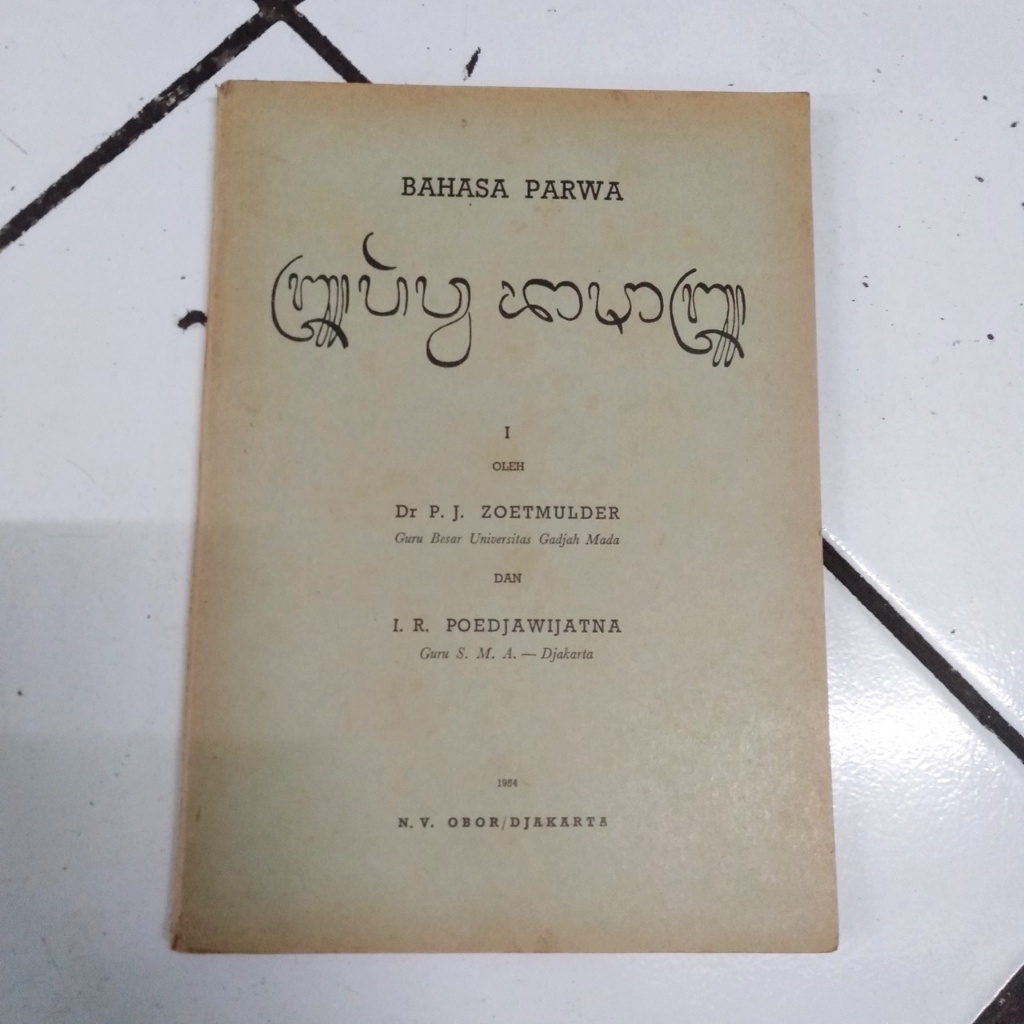 BAHASA PARWA
I
OLEH
Dr P. J. ZOETMULDER
Guru Besar Universitas Gadjah Mada
DAN
I. R. POEDJAWIJATNA
Guru S. M. A. — Djakarta
1954
N. V. OBOR/DJAKARTA